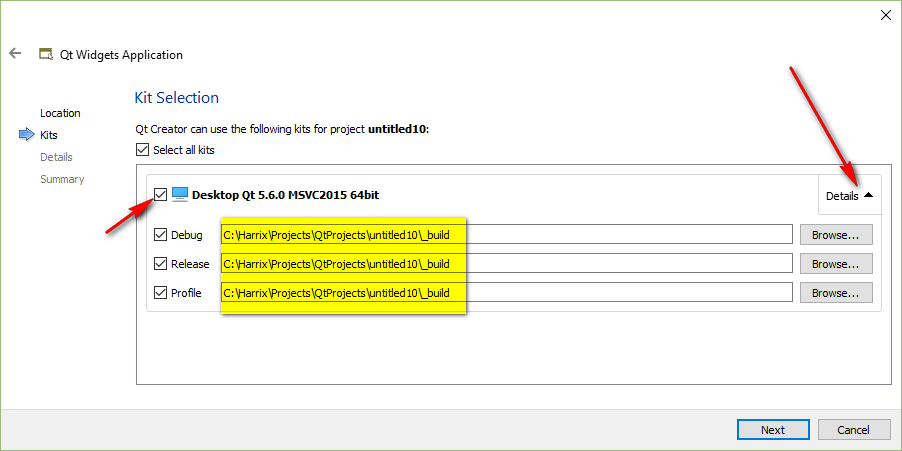 Qt Widgets Application
Location
Kits
Details
Summary
Kit Selection
Qt Creator can use the following kits for project untitled10:
Select all kits
Desktop Qt 5.6.0 MSVC2015 64bit
Details
Debug C:\Harrix\Projects\QtProjects\untitled10\_build Browse...
Release C:\Harrix\Projects\QtProjects\untitled10\_build Browse...
Profile C:\Harrix\Projects\QtProjects\untitled10\_build Browse...
Next Cancel